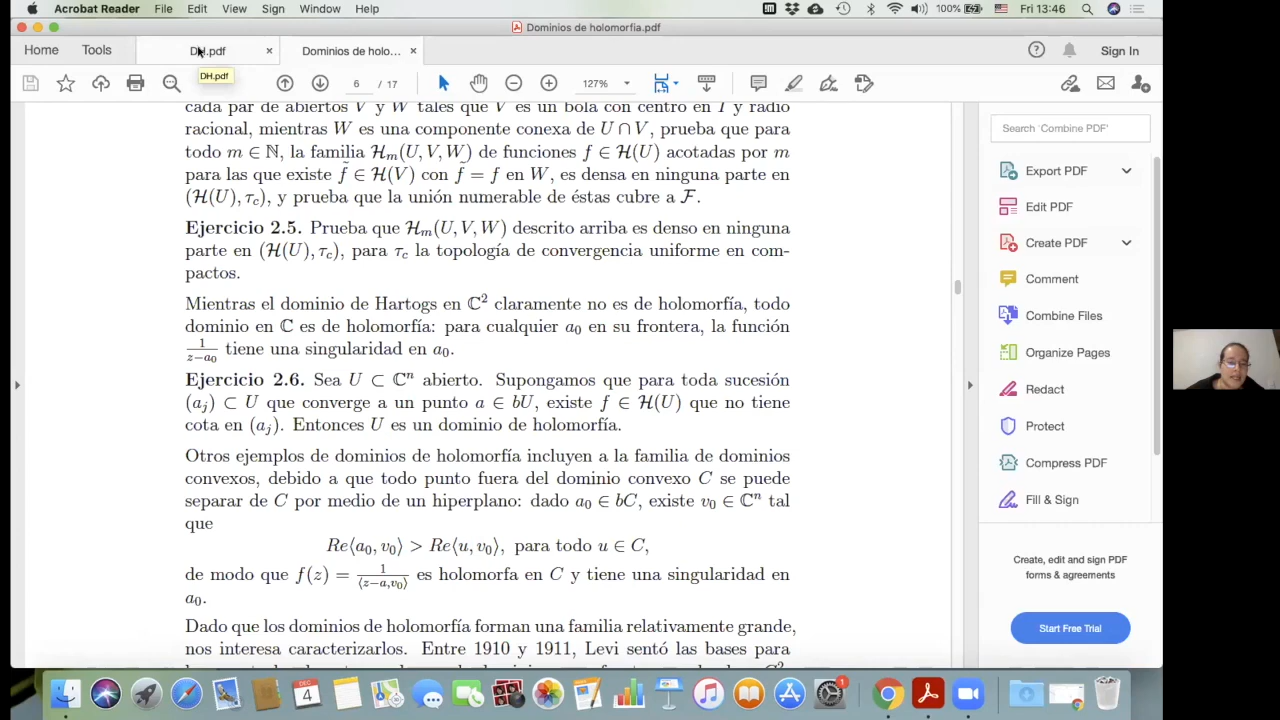 Acrobat Reader File Edit View Sign Window Help 100% Fri 13:46
Dominios de holomorfia.pdf
Home Tools DH.pdf × Dominios de holo... × Sign In
DH.pdf
6 / 17 127%
cada par de abiertos V y W tales que V es un bola con centro en T y radio
racional, mientras W es una componente conexa de U ∩ V, prueba que para
todo m ∈ ℕ, la familia ℋₘ(U, V, W) de funciones f ∈ ℋ(U) acotadas por m
para las que existe f̃ ∈ ℋ(V) con f̃ = f en W, es densa en ninguna parte en
(ℋ(U), τ_c), y prueba que la unión numerable de éstas cubre a ℱ.
Ejercicio 2.5. Prueba que ℋₘ(U, V, W) descrito arriba es denso en ninguna
parte en (ℋ(U), τ_c), para τ_c la topología de convergencia uniforme en com-
pactos.
Mientras el dominio de Hartogs en ℂ² claramente no es de holomorfía, todo
dominio en ℂ es de holomorfía: para cualquier a₀ en su frontera, la función
1/(z−a₀) tiene una singularidad en a₀.
Ejercicio 2.6. Sea U ⊂ ℂⁿ abierto. Supongamos que para toda sucesión
(aⱼ) ⊂ U que converge a un punto a ∈ bU, existe f ∈ ℋ(U) que no tiene
cota en (aⱼ). Entonces U es un dominio de holomorfía.
Otros ejemplos de dominios de holomorfía incluyen a la familia de dominios
convexos, debido a que todo punto fuera del dominio convexo C se puede
separar de C por medio de un hiperplano: dado a₀ ∈ bC, existe v₀ ∈ ℂⁿ tal
que
Re⟨a₀, v₀⟩ > Re⟨u, v₀⟩, para todo u ∈ C,
de modo que f(z) = 1/⟨z−a,v₀⟩ es holomorfa en C y tiene una singularidad en
a₀.
Dado que los dominios de holomorfía forman una familia relativamente grande,
nos interesa caracterizarlos. Entre 1910 y 1911, Levi sentó las bases para
Search 'Combine PDF'
Export PDF
Edit PDF
Create PDF
Comment
Combine Files
Organize Pages
Redact
Protect
Compress PDF
Fill & Sign
Create, edit and sign PDF
forms & agreements
Start Free Trial
DEC
4
1